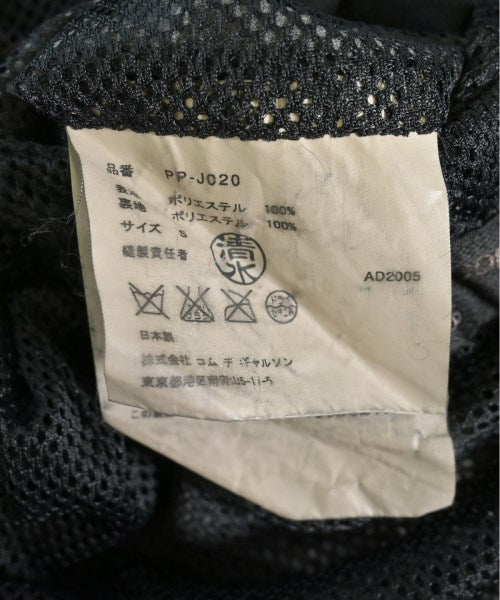 品番 PP-J020
表地 ポリエステル 100%
裏地 ポリエステル 100%
サイズ S
縫製責任者 清水
AD2005
日本製
株式会社 コム デ ギャルソン
東京都港区南青山5-11-5
この